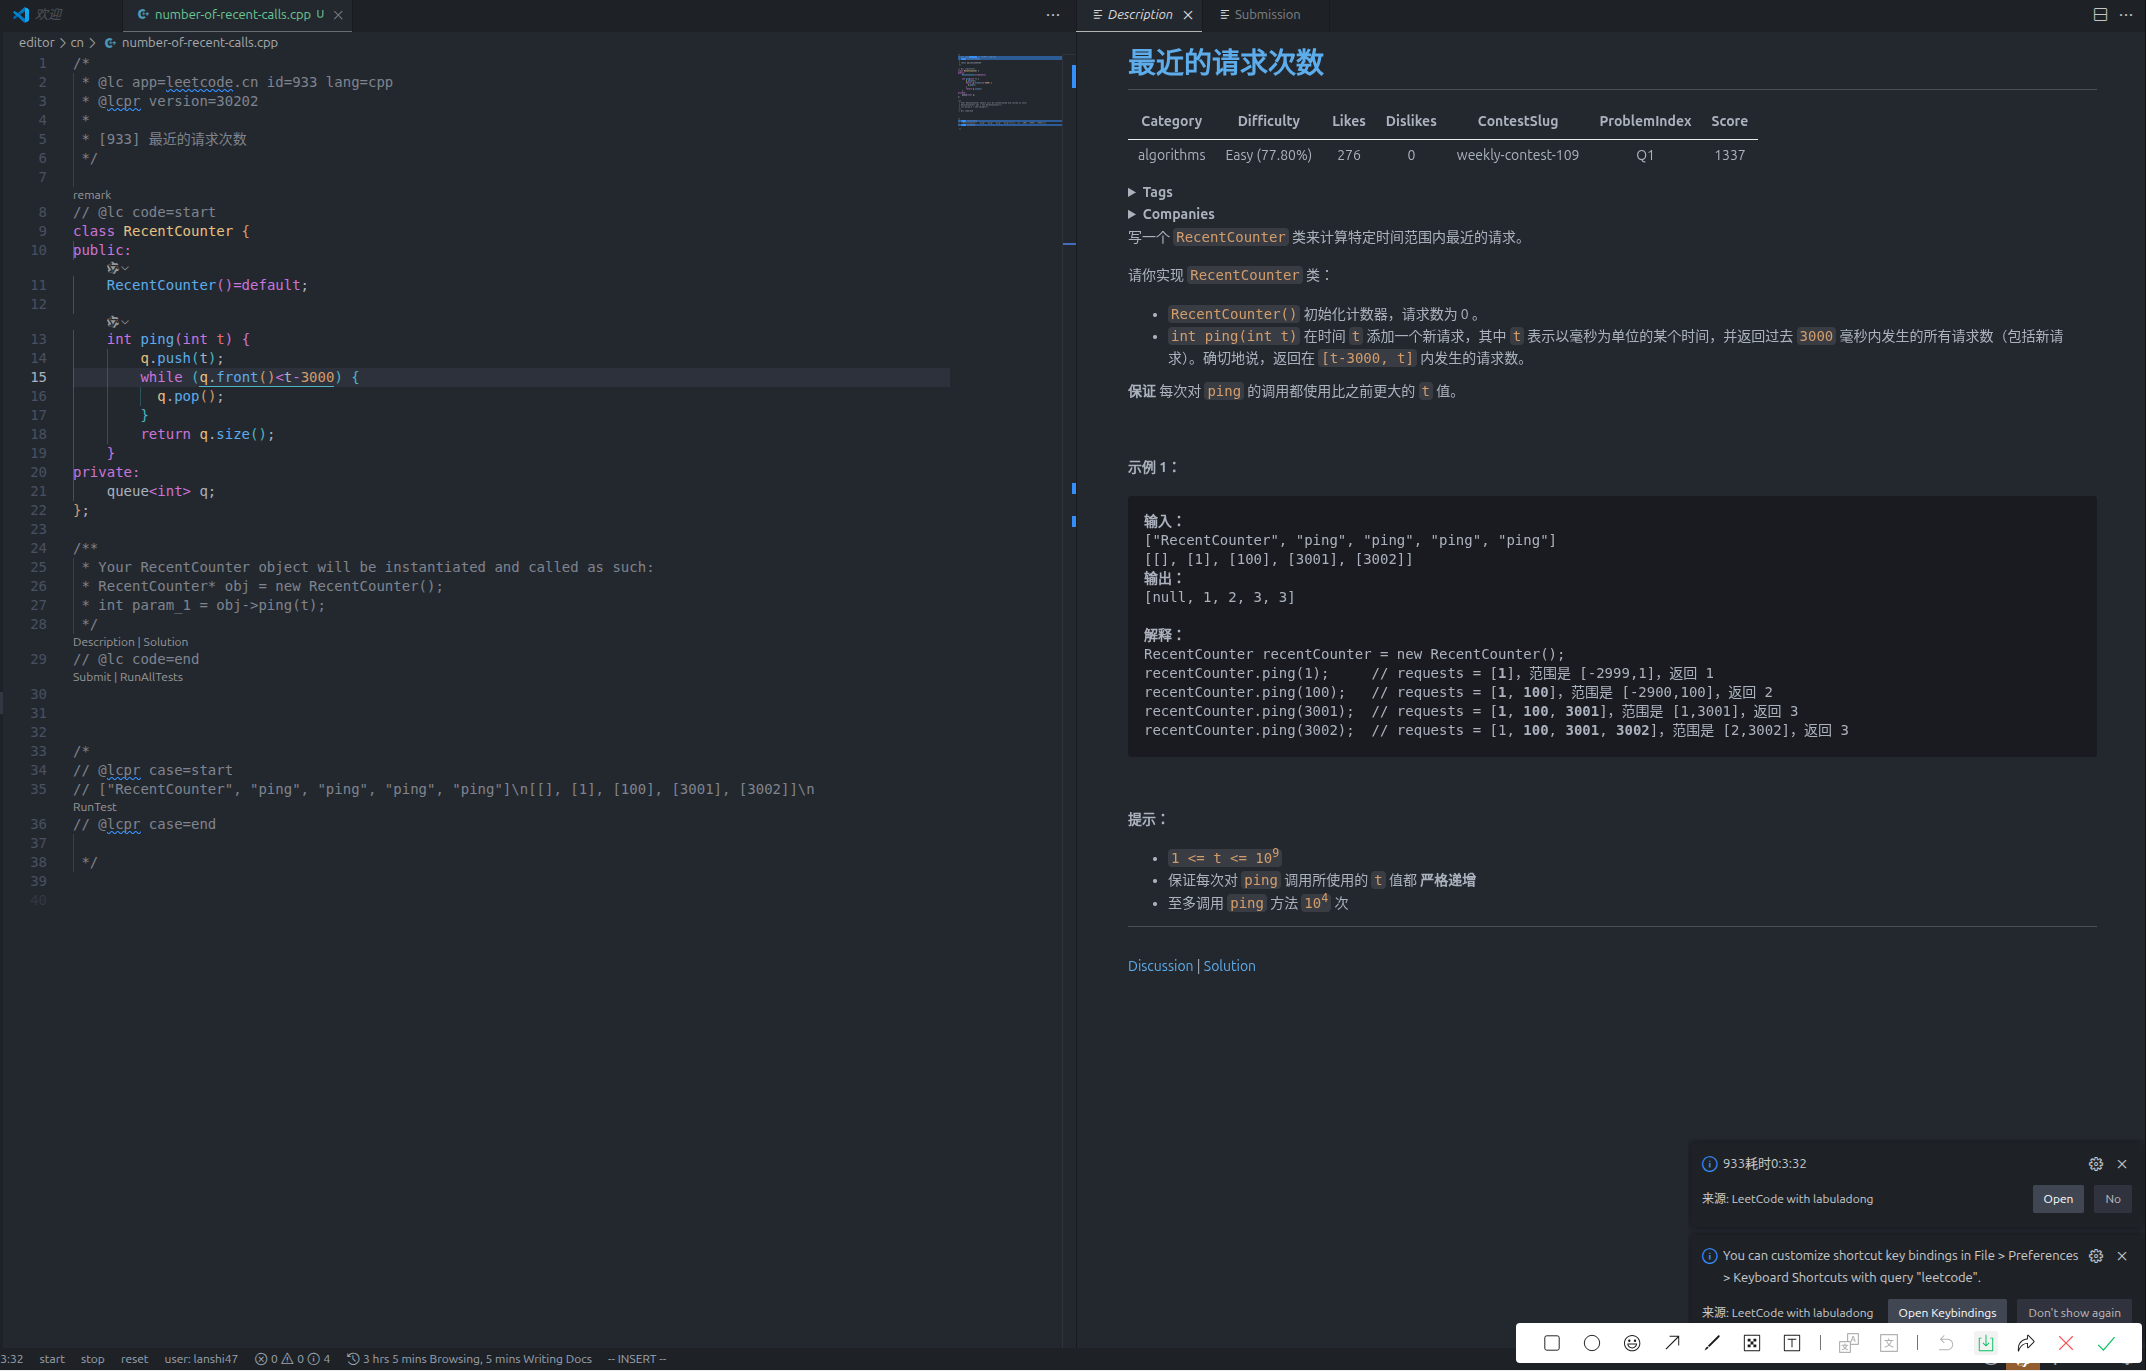 欢迎
number-of-recent-calls.cpp U
editor > cn > number-of-recent-calls.cpp
1 /*
2 * @lc app=leetcode.cn id=933 lang=cpp
3 * @lcpr version=30202
4 *
5 * [933] 最近的请求次数
6 */
7
remark
8 // @lc code=start
9 class RecentCounter {
10 public:
11 RecentCounter()=default;
12
13 int ping(int t) {
14 q.push(t);
15 while (q.front()<t-3000) {
16 q.pop();
17 }
18 return q.size();
19 }
20 private:
21 queue<int> q;
22 };
23
24 /**
25 * Your RecentCounter object will be instantiated and called as such:
26 * RecentCounter* obj = new RecentCounter();
27 * int param_1 = obj->ping(t);
28 */
Description | Solution
29 // @lc code=end
Submit | RunAllTests
30
31
32
33 /*
34 // @lcpr case=start
35 // ["RecentCounter", "ping", "ping", "ping", "ping"]\n[[], [1], [100], [3001], [3002]]\n
RunTest
36 // @lcpr case=end
37
38 */
39
40
Description
Submission
最近的请求次数
Category Difficulty Likes Dislikes ContestSlug ProblemIndex Score
algorithms Easy (77.80%) 276 0 weekly-contest-109 Q1 1337
Tags
Companies
写一个 RecentCounter 类来计算特定时间范围内最近的请求。
请你实现 RecentCounter 类：
• RecentCounter() 初始化计数器，请求数为 0 。
• int ping(int t) 在时间 t 添加一个新请求，其中 t 表示以毫秒为单位的某个时间，并返回过去 3000 毫秒内发生的所有请求数（包括新请
求）。确切地说，返回在 [t-3000, t] 内发生的请求数。
保证 每次对 ping 的调用都使用比之前更大的 t 值。
示例 1：
输入：
["RecentCounter", "ping", "ping", "ping", "ping"]
[[], [1], [100], [3001], [3002]]
输出：
[null, 1, 2, 3, 3]
解释：
RecentCounter recentCounter = new RecentCounter();
recentCounter.ping(1); // requests = [1]，范围是 [-2999,1]，返回 1
recentCounter.ping(100); // requests = [1, 100]，范围是 [-2900,100]，返回 2
recentCounter.ping(3001); // requests = [1, 100, 3001]，范围是 [1,3001]，返回 3
recentCounter.ping(3002); // requests = [1, 100, 3001, 3002]，范围是 [2,3002]，返回 3
提示：
• 1 <= t <= 10⁹
• 保证每次对 ping 调用所使用的 t 值都 严格递增
• 至多调用 ping 方法 10⁴ 次
Discussion | Solution
933耗时0:3:32
来源: LeetCode with labuladong
Open
No
You can customize shortcut key bindings in File > Preferences
> Keyboard Shortcuts with query "leetcode".
来源: LeetCode with labuladong
Open Keybindings
Don't show again
3:32 start stop reset user: lanshi47 0 0 4 3 hrs 5 mins Browsing, 5 mins Writing Docs -- INSERT --